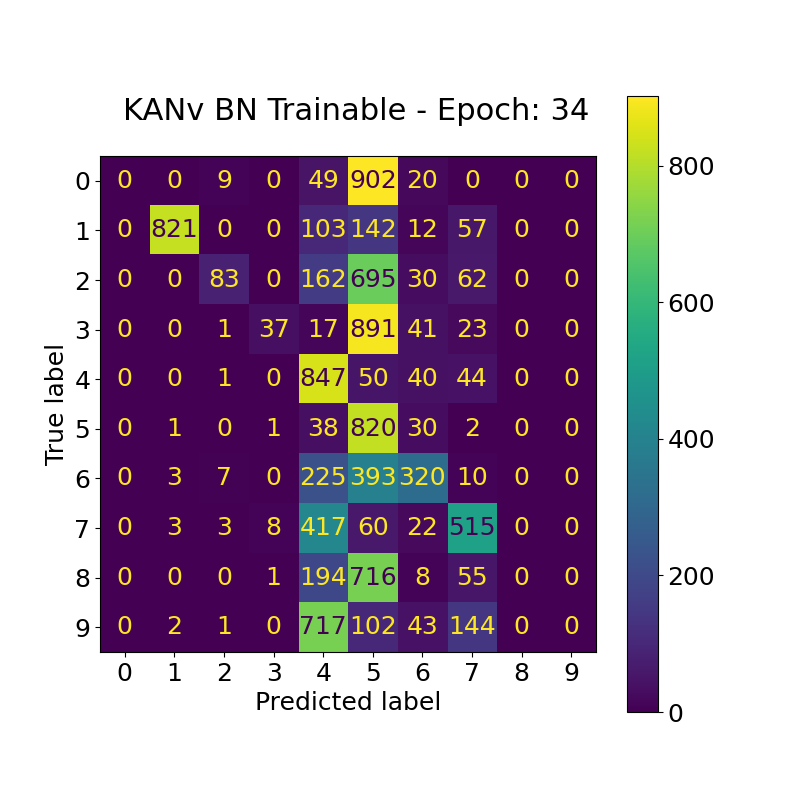 KANv BN Trainable - Epoch: 34
0 0 0 9 0 49 902 20 0 0 0
1 0 821 0 0 103 142 12 57 0 0
2 0 0 83 0 162 695 30 62 0 0
3 0 0 1 37 17 891 41 23 0 0
4 0 0 1 0 847 50 40 44 0 0
5 0 1 0 1 38 820 30 2 0 0
6 0 3 7 0 225 393 320 10 0 0
7 0 3 3 8 417 60 22 515 0 0
8 0 0 0 1 194 716 8 55 0 0
9 0 2 1 0 717 102 43 144 0 0
0 1 2 3 4 5 6 7 8 9
Predicted label
True label
800
600
400
200
0